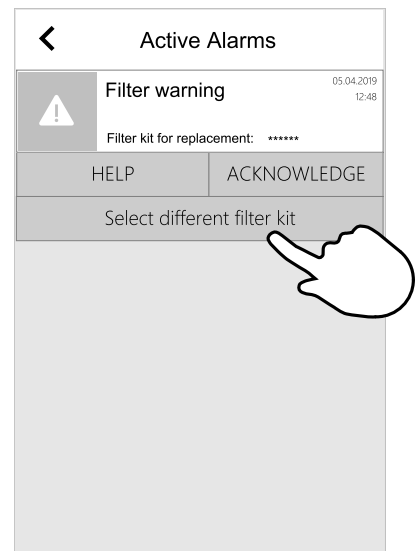 Active Alarms
Filter warning
05.04.2019
12:48
Filter kit for replacement: ******
HELP
ACKNOWLEDGE
Select different filter kit